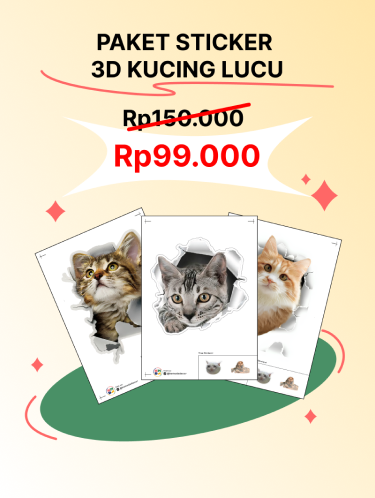 PAKET STICKER
3D KUCING LUCU
Rp150.000
Rp99.000